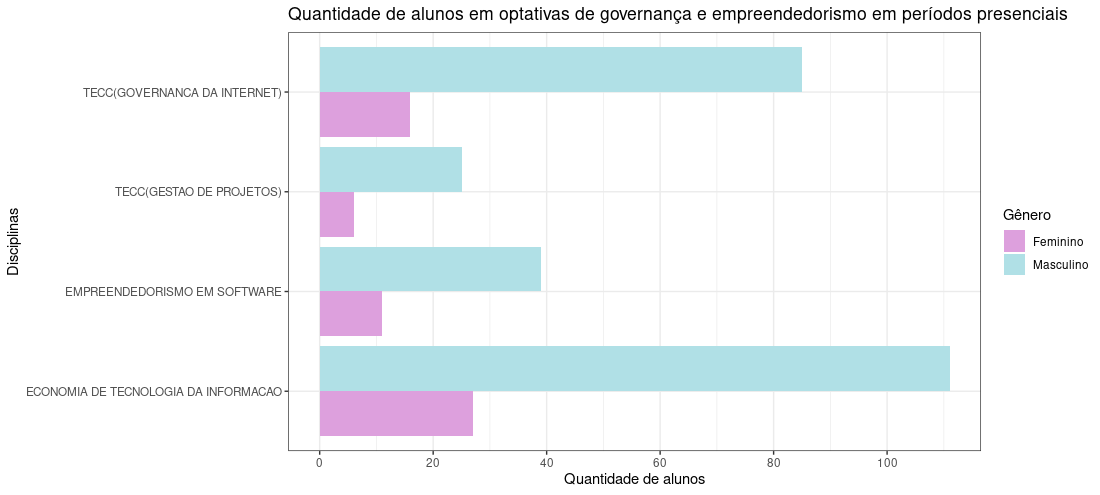 Quantidade de alunos em optativas de governança e empreendedorismo em períodos presenciais
TECC(GOVERNANCA DA INTERNET)
TECC(GESTAO DE PROJETOS)
EMPREENDEDORISMO EM SOFTWARE
ECONOMIA DE TECNOLOGIA DA INFORMACAO
Disciplinas
0 20 40 60 80 100
Quantidade de alunos
Gênero
Feminino
Masculino